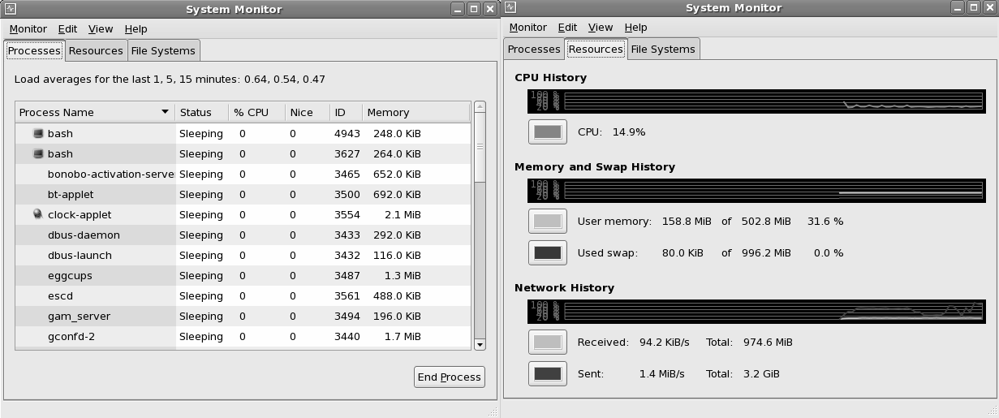 System Monitor
Monitor Edit View Help
Processes Resources File Systems
Load averages for the last 1, 5, 15 minutes: 0.64, 0.54, 0.47
Process Name Status % CPU Nice ID Memory
bash Sleeping 0 0 4943 248.0 KiB
bash Sleeping 0 0 3627 264.0 KiB
bonobo-activation-serve Sleeping 0 0 3465 652.0 KiB
bt-applet Sleeping 0 0 3500 692.0 KiB
clock-applet Sleeping 0 0 3554 2.1 MiB
dbus-daemon Sleeping 0 0 3433 292.0 KiB
dbus-launch Sleeping 0 0 3432 116.0 KiB
eggcups Sleeping 0 0 3487 1.3 MiB
escd Sleeping 0 0 3561 488.0 KiB
gam_server Sleeping 0 0 3494 196.0 KiB
gconfd-2 Sleeping 0 0 3440 1.7 MiB
End Process
System Monitor
Monitor Edit View Help
Processes Resources File Systems
CPU History
100 %
20 %
CPU: 14.9%
Memory and Swap History
100 %
20 %
User memory: 158.8 MiB of 502.8 MiB 31.6 %
Used swap: 80.0 KiB of 996.2 MiB 0.0 %
Network History
100 %
20 %
Received: 94.2 KiB/s Total: 974.6 MiB
Sent: 1.4 MiB/s Total: 3.2 GiB